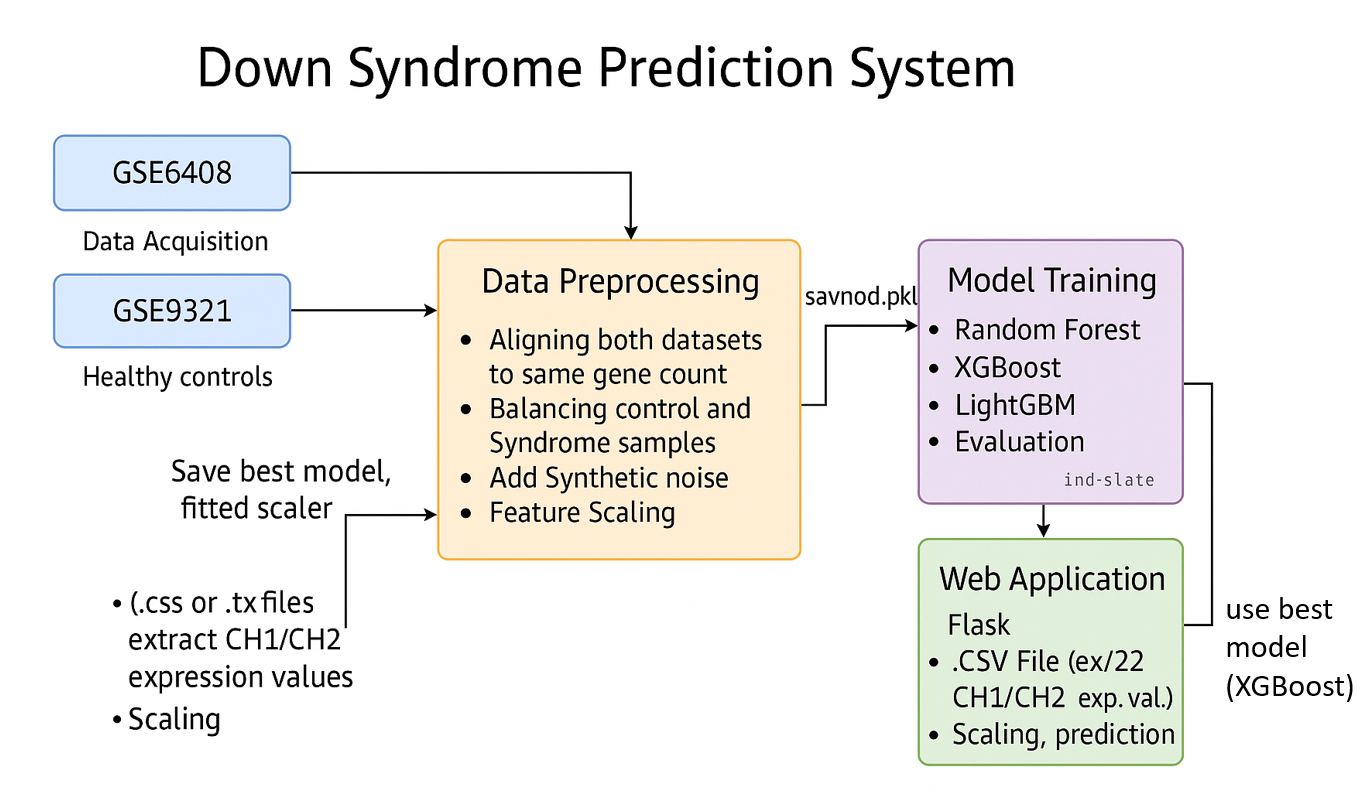 Down Syndrome Prediction System
GSE6408
Data Acquisition
GSE9321
Healthy controls
Save best model,
fitted scaler
• (.css or .tx files
extract CH1/CH2
expression values
• Scaling
Data Preprocessing
• Aligning both datasets
to same gene count
• Balancing control and
Syndrome samples
• Add Synthetic noise
• Feature Scaling
savnod.pkl
Model Training
• Random Forest
• XGBoost
• LightGBM
• Evaluation
ind-slate
Web Application
Flask
• .CSV File (ex/22
CH1/CH2 exp. val.)
• Scaling, prediction
use best
model
(XGBoost)